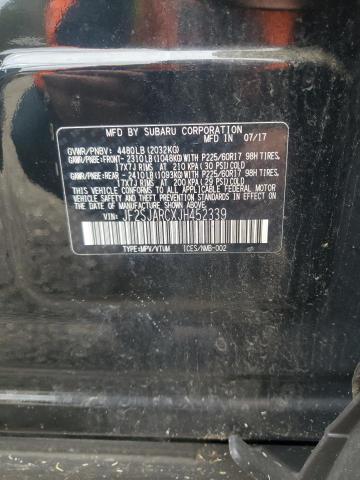 MFD BY SUBARU CORPORATION
MFD IN 07/17
GVWR/PNBV: 4480LB(2032KG)
GAWR/PNBE:FRONT- 2310LB(1048KG)WITH P225/60R17 98H TIRES,
17X7J RIMS AT 210 KPA(30 PSI)COLD
GAWR/PNBE:REAR - 2410LB(1093KG)WITH P225/60R17 98H TIRES,
17X7J RIMS AT 200 KPA(29 PSI)COLD
THIS VEHICLE CONFORMS TO ALL APPLICABLE
FEDERAL MOTOR VEHICLE SAFETY AND THEFT
PREVENTION STANDARDS IN EFFECT ON THE
DATE OF MANUFACTURE SHOWN ABOVE.
JF2SJARCXJH452339
TYPE:MPV/VTUM ICES/NMB-002